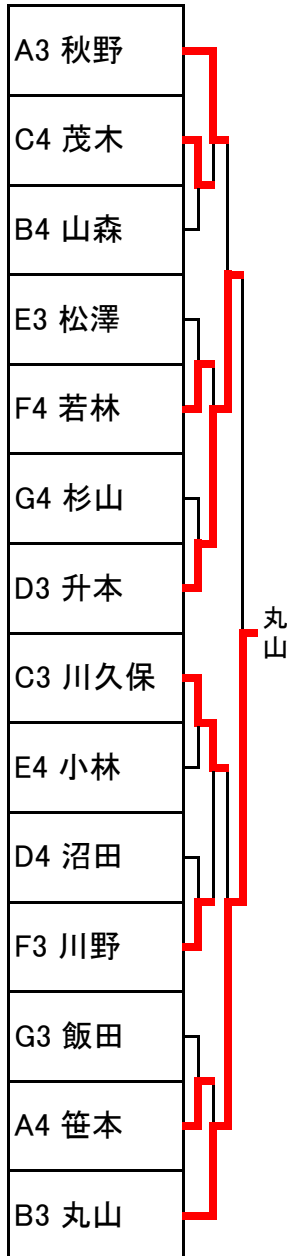 A3 秋野
C4 茂木
B4 山森
E3 松澤
F4 若林
G4 杉山
D3 升本
C3 川久保
E4 小林
D4 沼田
F3 川野
G3 飯田
A4 笹本
B3 丸山
丸山